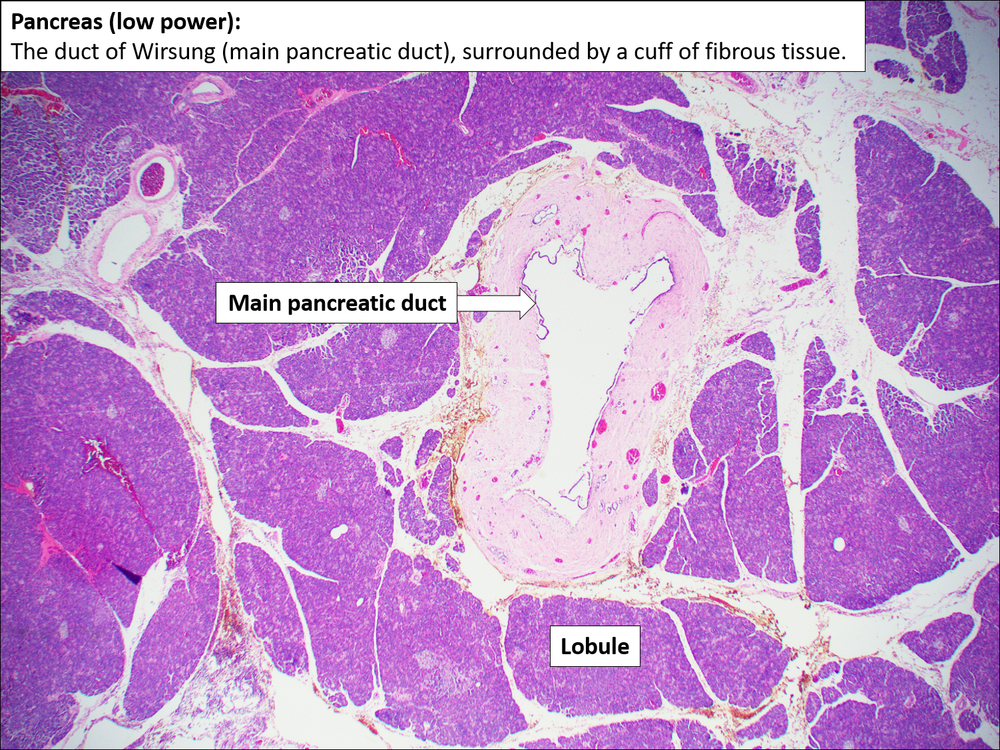 Pancreas (low power):
The duct of Wirsung (main pancreatic duct), surrounded by a cuff of fibrous tissue.
Main pancreatic duct
Lobule